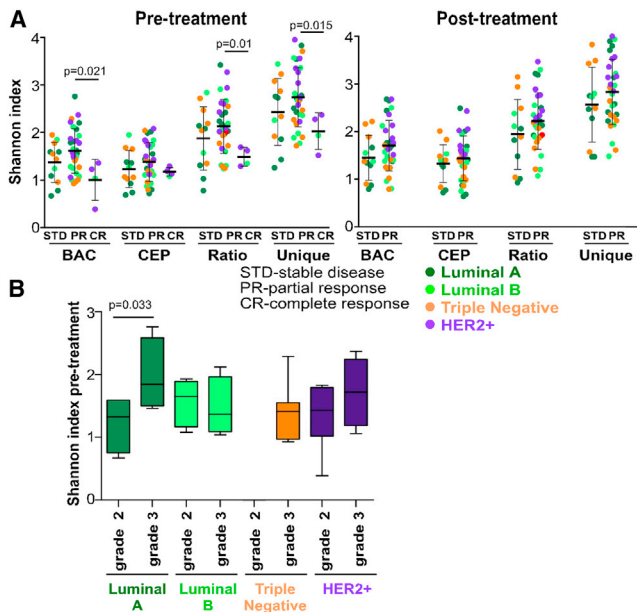 A
Pre-treatment
Post-treatment
Shannon index
4
3
2
1
0
p=0.021
p=0.01
p=0.015
STD PR CR
STD PR CR
STD PR CR
STD PR CR
BAC
CEP
Ratio
Unique
4
3
2
1
0
STD PR
STD PR
STD PR
STD PR
BAC
CEP
Ratio
Unique
STD-stable disease
PR-partial response
CR-complete response
Luminal A
Luminal B
Triple Negative
HER2+
B
Shannon index pre-treatment
3
2
1
0
p=0.033
grade 2
grade 3
grade 2
grade 3
grade 2
grade 3
grade 2
grade 3
Luminal
A
Luminal
B
Triple
Negative
HER2+